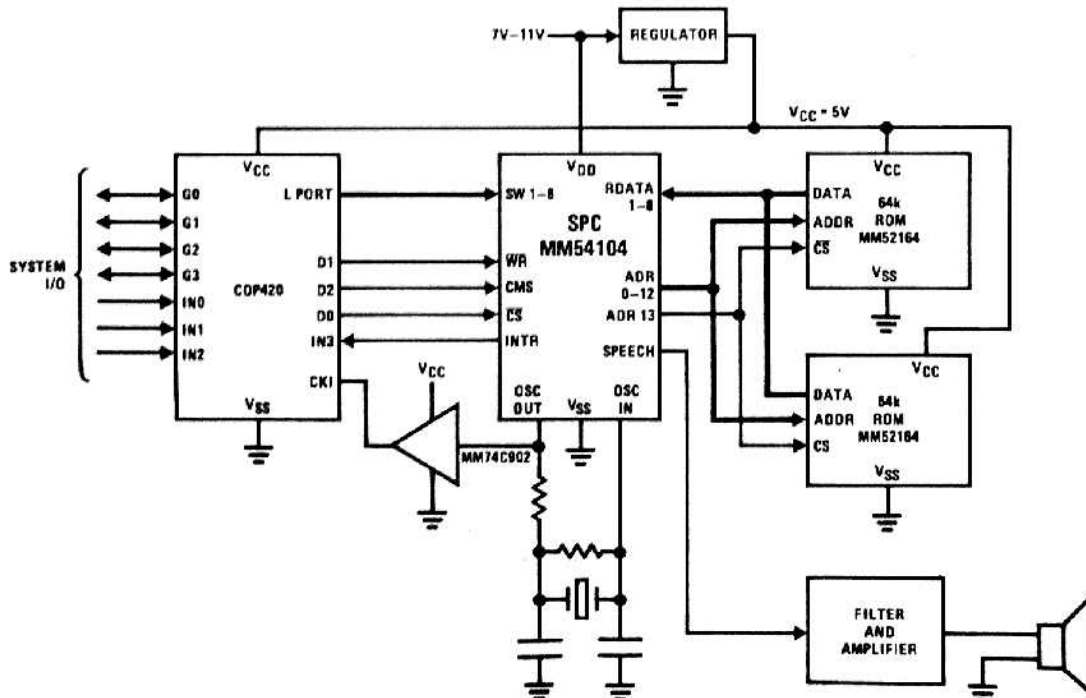 7V–11V
REGULATOR
VCC = 5V
SYSTEM
I/O
G0
G1
G2
G3
IN0
IN1
IN2
VCC
L PORT
D1
D2
D0
IN3
CKI
COP420
VSS
VDD
SW 1–8
SPC
MM54104
WR
CMS
CS
INTR
OSC
OUT
VSS
OSC
IN
RDATA
1–8
ADR
0–12
ADR 13
SPEECH
VCC
MM74C902
VCC
DATA
ADDR
CS
64k
ROM
MM52164
VSS
VCC
DATA
ADDR
CS
64k
ROM
MM52164
VSS
FILTER
AND
AMPLIFIER